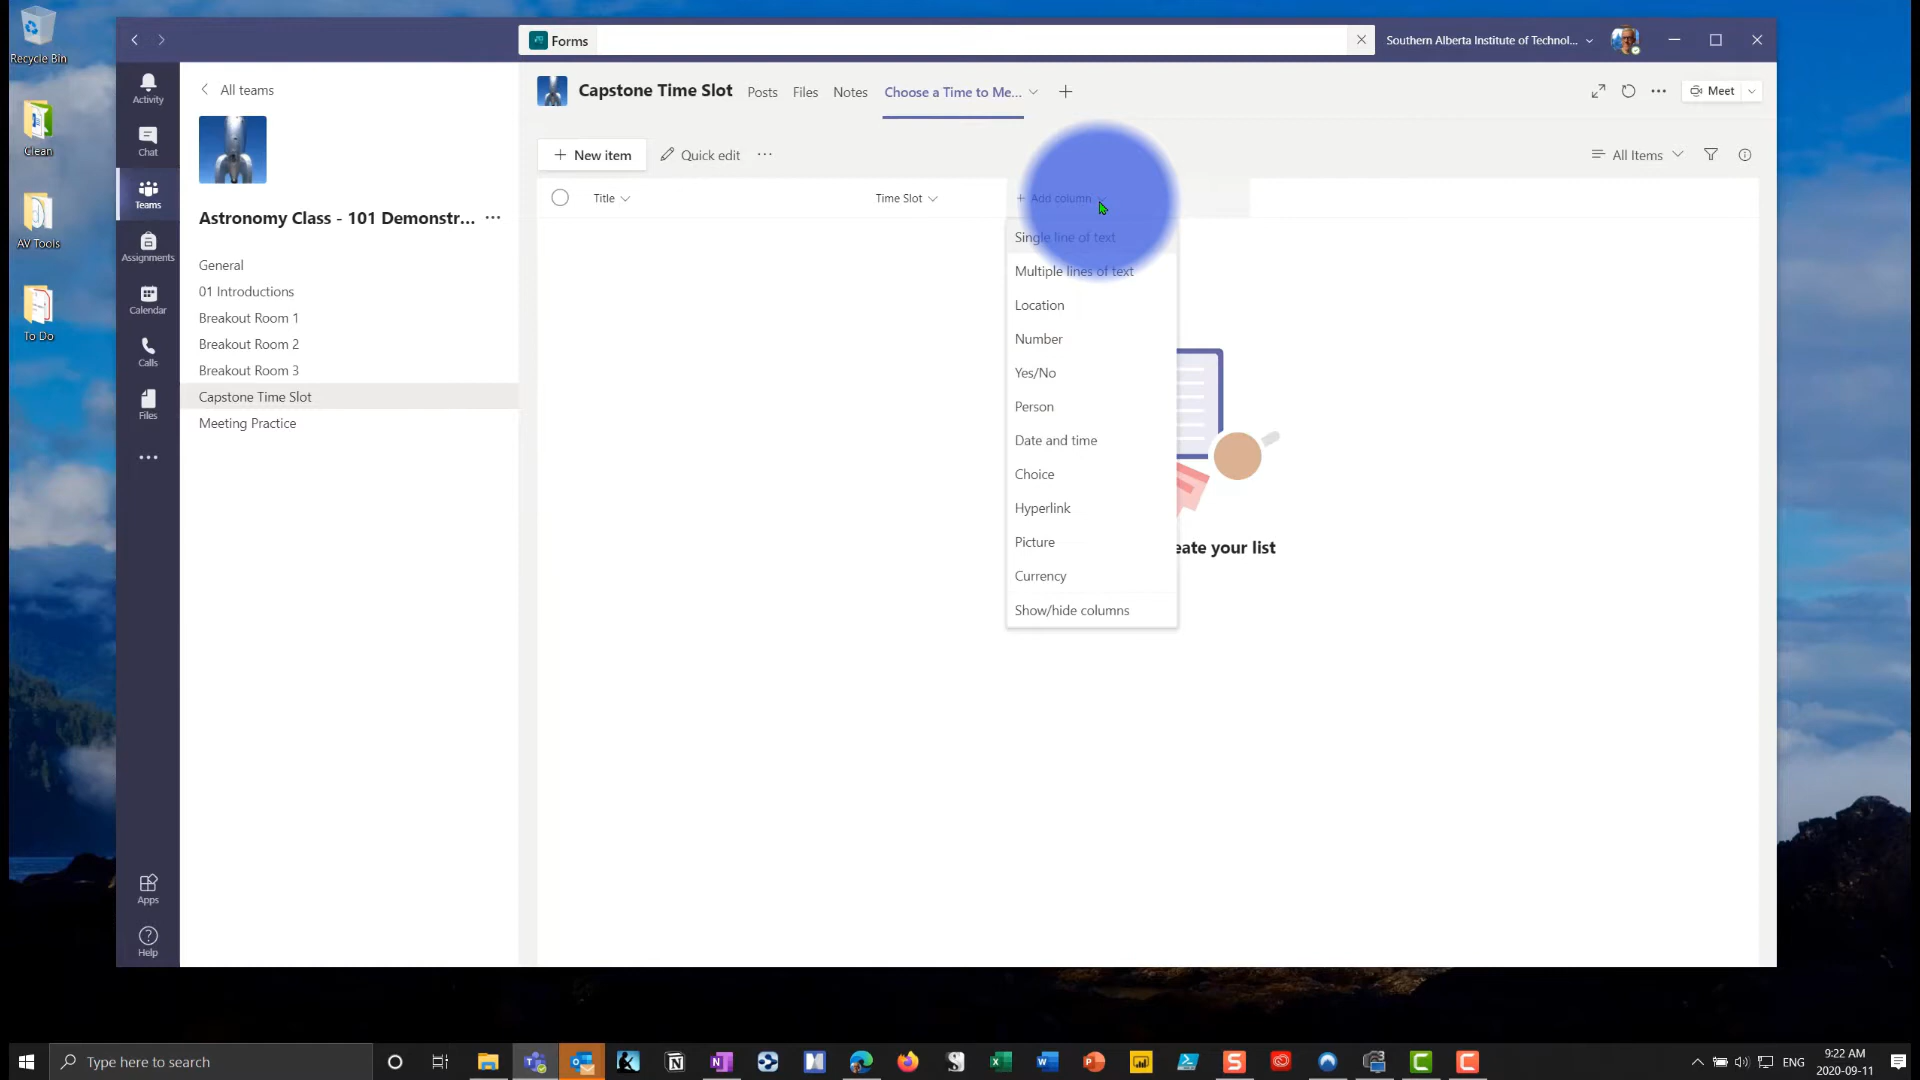 Recycle Bin
Clean
AV Tools
To Do
Forms
Southern Alberta Institute of Technol...
Activity
Chat
Teams
Assignments
Calendar
Calls
Files
Apps
Help
All teams
Astronomy Class - 101 Demonstr...
General
01 Introductions
Breakout Room 1
Breakout Room 2
Breakout Room 3
Capstone Time Slot
Meeting Practice
Capstone Time Slot Posts Files Notes Choose a Time to Me...
Meet
New item Quick edit
All Items
Title Time Slot Add column
Single line of text
Multiple lines of text
Location
Number
Yes/No
Person
Date and time
Choice
Hyperlink
Picture
Currency
Show/hide columns
eate your list
Type here to search
ENG
9:22 AM
2020-09-11